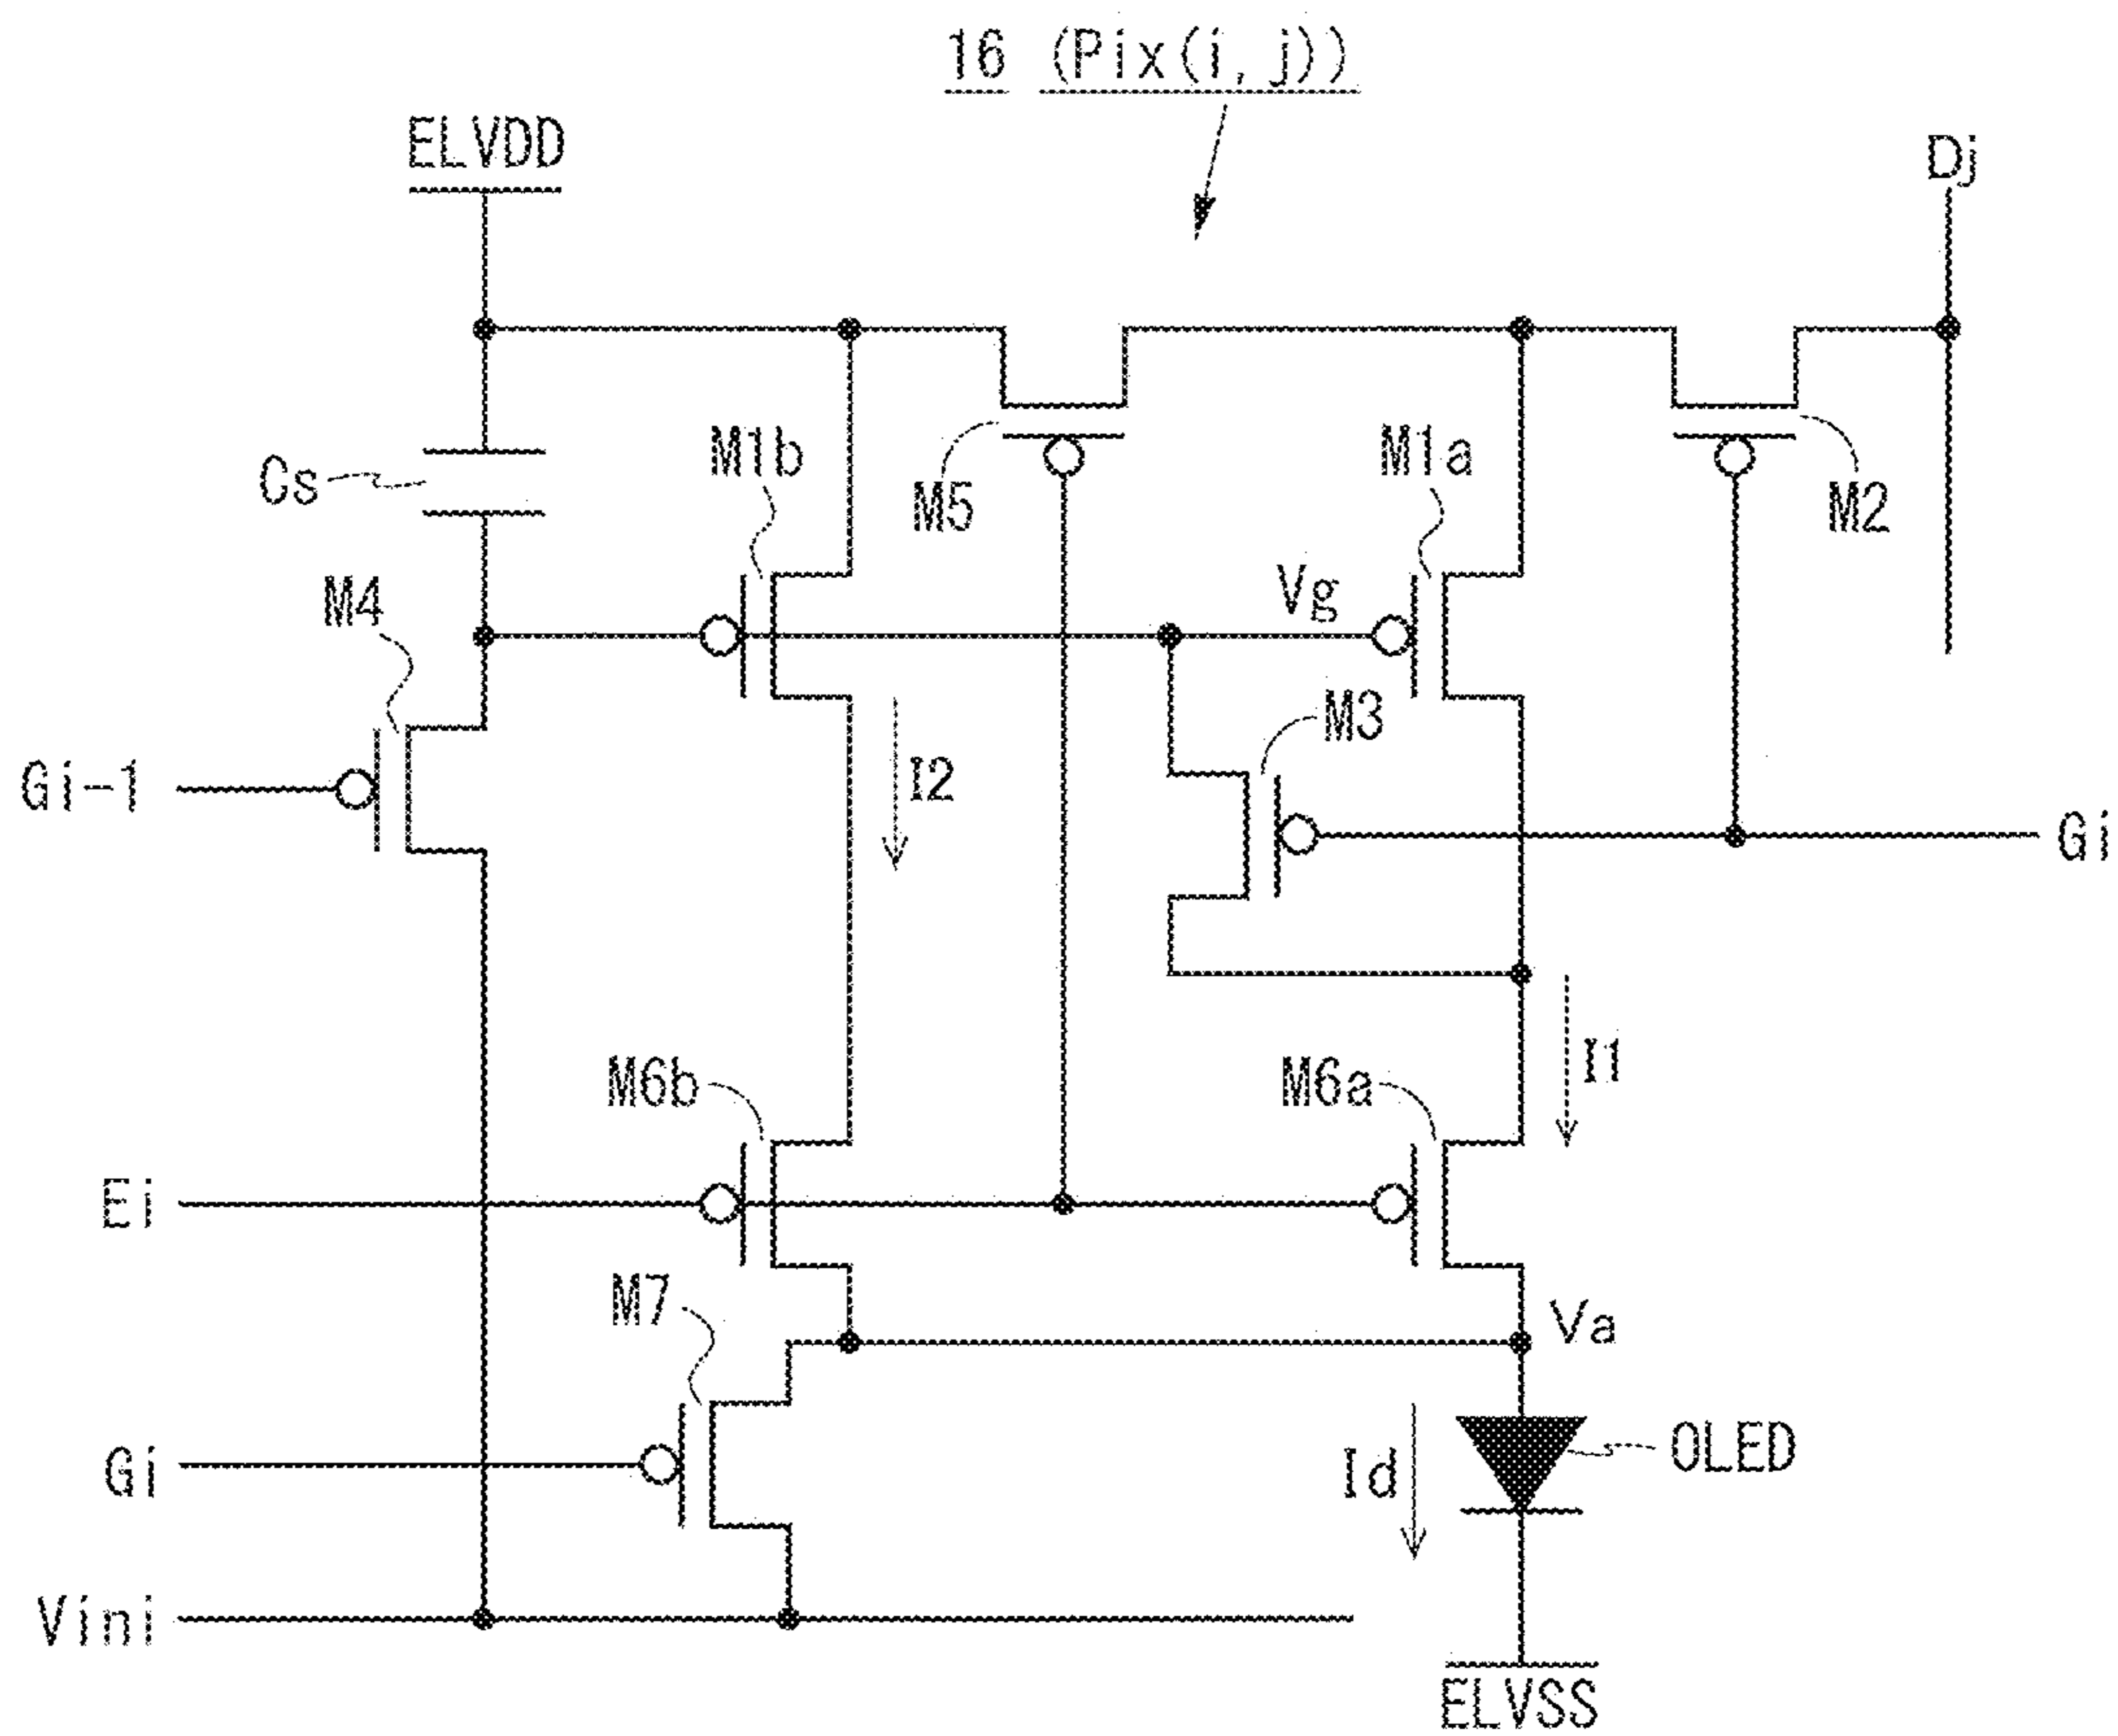 16 (Pix(i,j))
ELVDD
Dj
Cs
M1b
M5
M1a
M2
M4
Vg
M3
Gi-1
I2
Gi
M6b
M6a
I1
Ei
M7
Va
Gi
Id
OLED
Vini
ELVSS